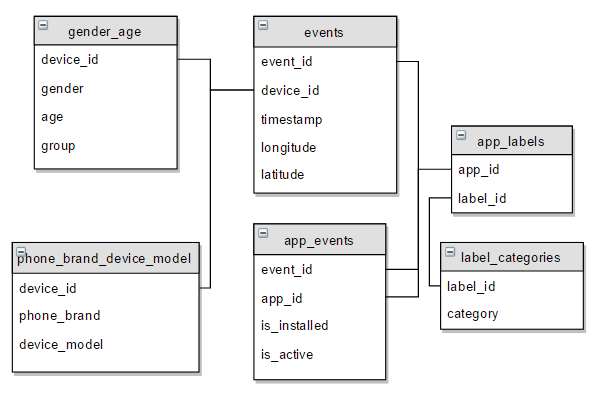 gender_age
device_id
gender
age
group
events
event_id
device_id
timestamp
longitude
latitude
app_labels
app_id
label_id
phone_brand_device_model
device_id
phone_brand
device_model
app_events
event_id
app_id
is_installed
is_active
label_categories
label_id
category